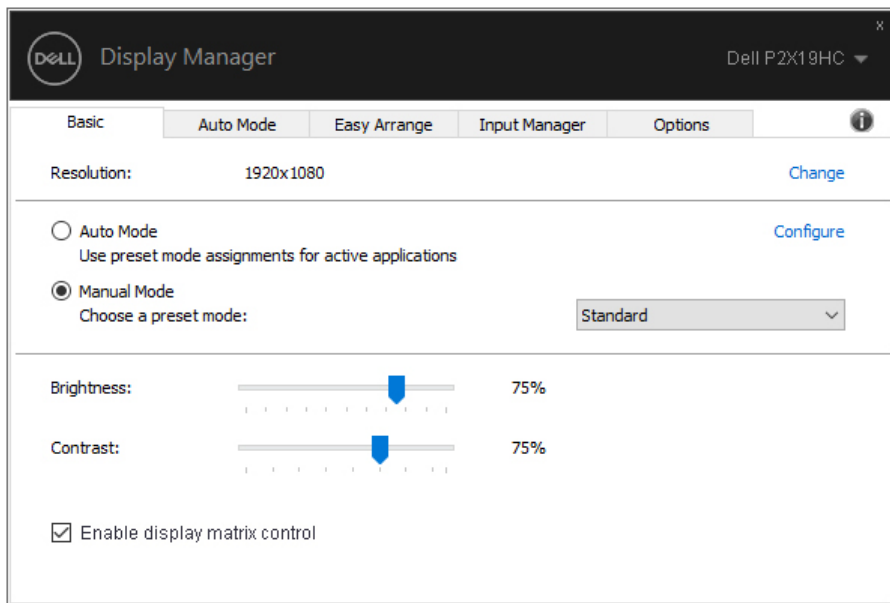 x
DELL Display Manager
Dell P2X19HC
Basic Auto Mode Easy Arrange Input Manager Options
Resolution: 1920x1080 Change
Auto Mode Configure
Use preset mode assignments for active applications
Manual Mode
Choose a preset mode: Standard
Brightness: 75%
Contrast: 75%
Enable display matrix control